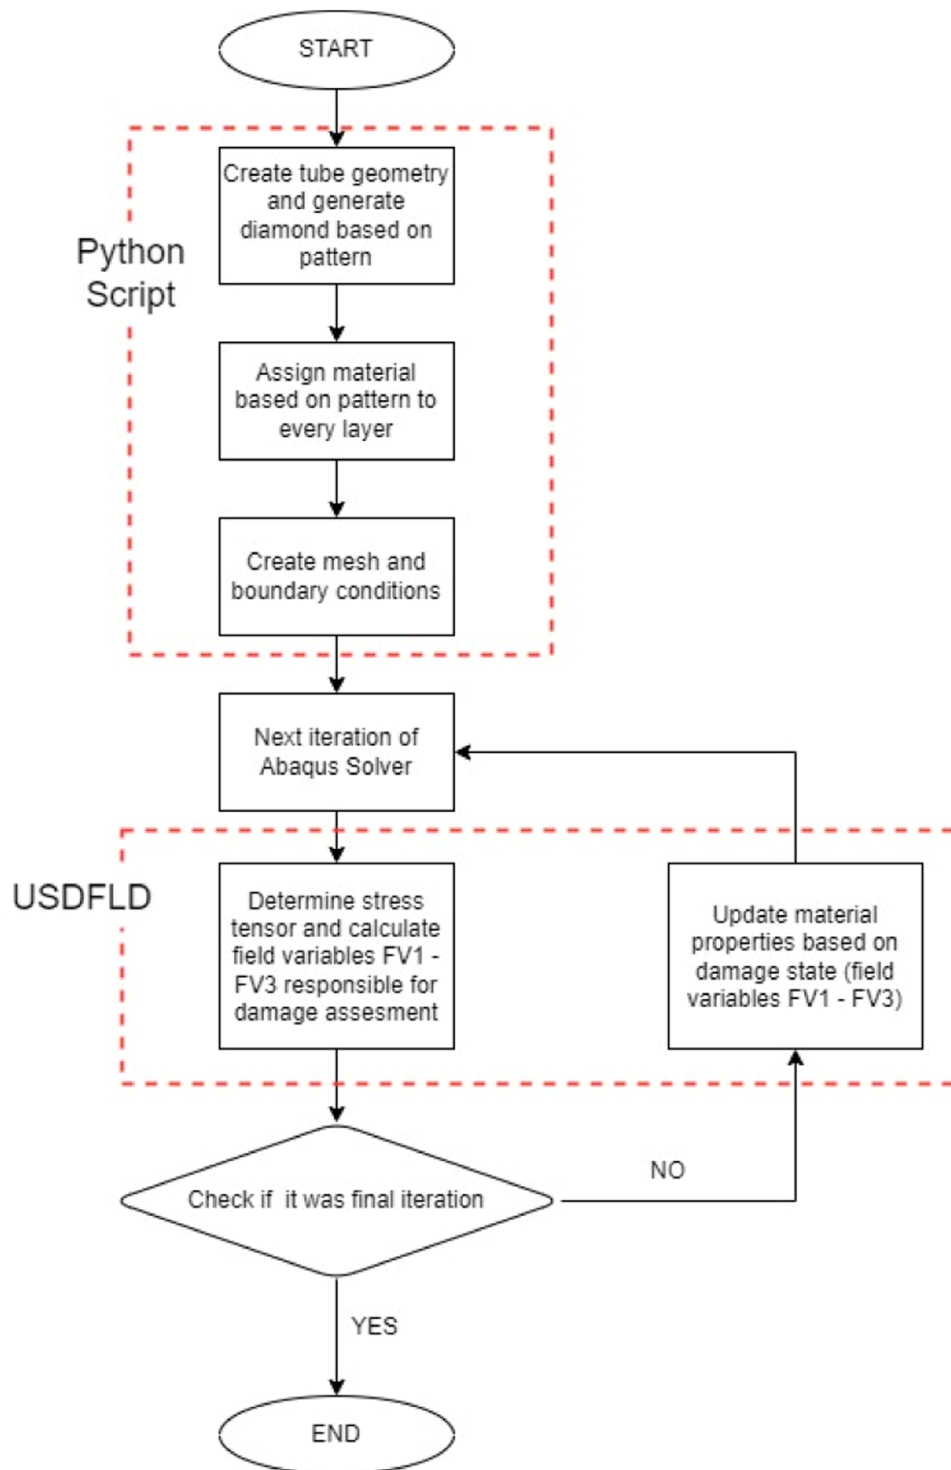 START
Create tube geometry
and generate
diamond based on
pattern
Python
Script
Assign material
based on pattern to
every layer
Create mesh and
boundary conditions
Next iteration of
Abaqus Solver
USDFLD
Determine stress
tensor and calculate
field variables FV1 -
FV3 responsible for
damage assesment
Update material
properties based on
damage state (field
variables FV1 - FV3)
Check if  it was final iteration
NO
YES
END